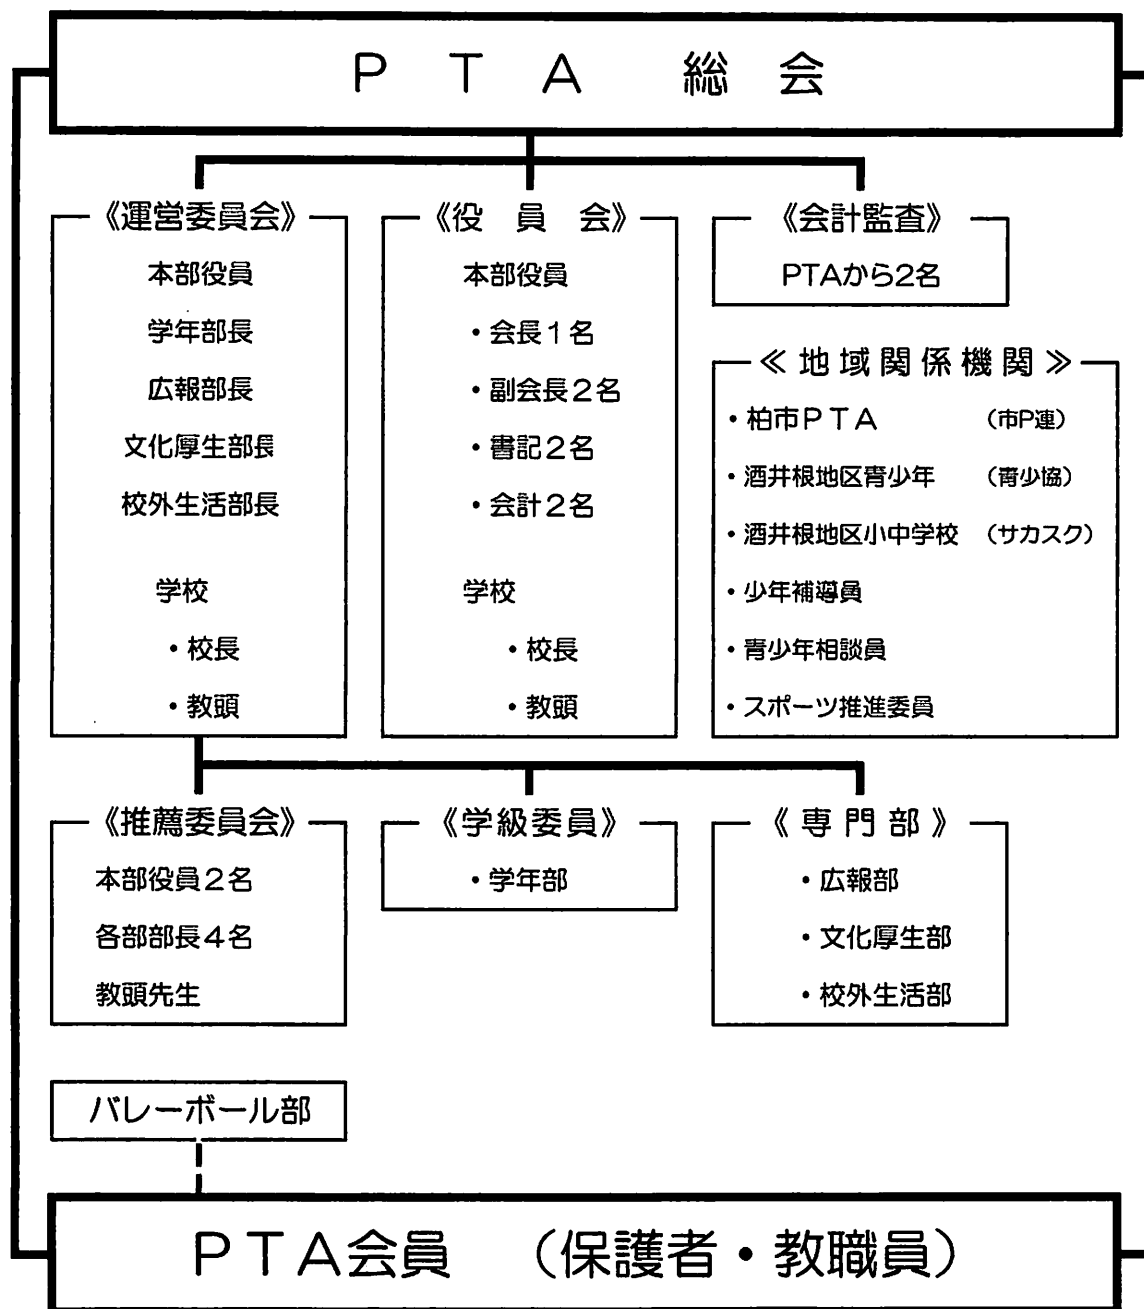 PTA 総会
《運営委員会》
本部役員
学年部長
広報部長
文化厚生部長
校外生活部長
学校
・校長
・教頭
《役員会》
本部役員
・会長1名
・副会長2名
・書記2名
・会計2名
学校
・校長
・教頭
《会計監査》
PTAから2名
≪地域関係機関≫
・柏市PTA （市P連）
・酒井根地区青少年 （青少協）
・酒井根地区小中学校 （サカスク）
・少年補導員
・青少年相談員
・スポーツ推進委員
《推薦委員会》
本部役員2名
各部部長4名
教頭先生
《学級委員》
・学年部
《専門部》
・広報部
・文化厚生部
・校外生活部
バレーボール部
PTA会員 （保護者・教職員）